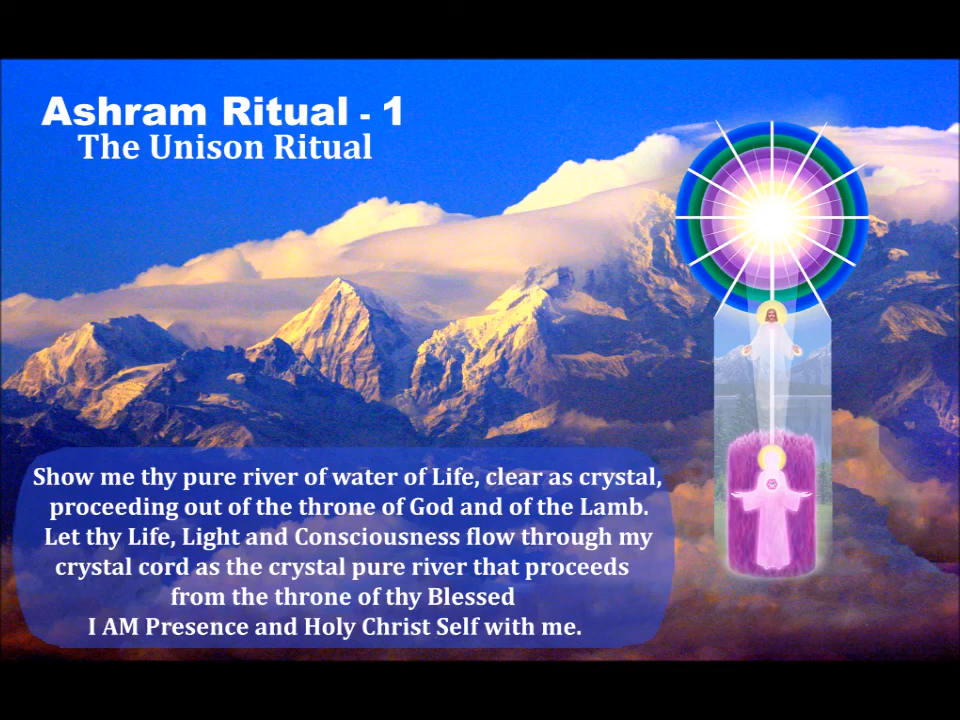 Ashram Ritual - 1
The Unison Ritual
Show me thy pure river of water of Life, clear as crystal,
proceeding out of the throne of God and of the Lamb.
Let thy Life, Light and Consciousness flow through my
crystal cord as the crystal pure river that proceeds
from the throne of thy Blessed
I AM Presence and Holy Christ Self with me.